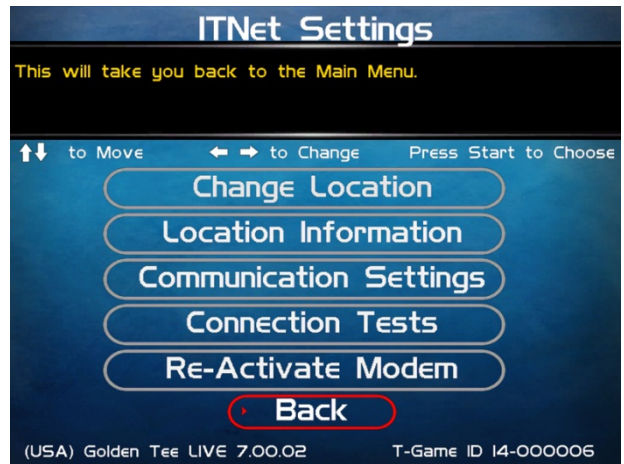 ITNet Settings
This will take you back to the Main Menu.
⬆⬇ to Move ⬅ ➡ to Change Press Start to Choose
Change Location
Location Information
Communication Settings
Connection Tests
Re-Activate Modem
Back
(USA) Golden Tee LIVE 7.00.02 T-Game ID 14-000006